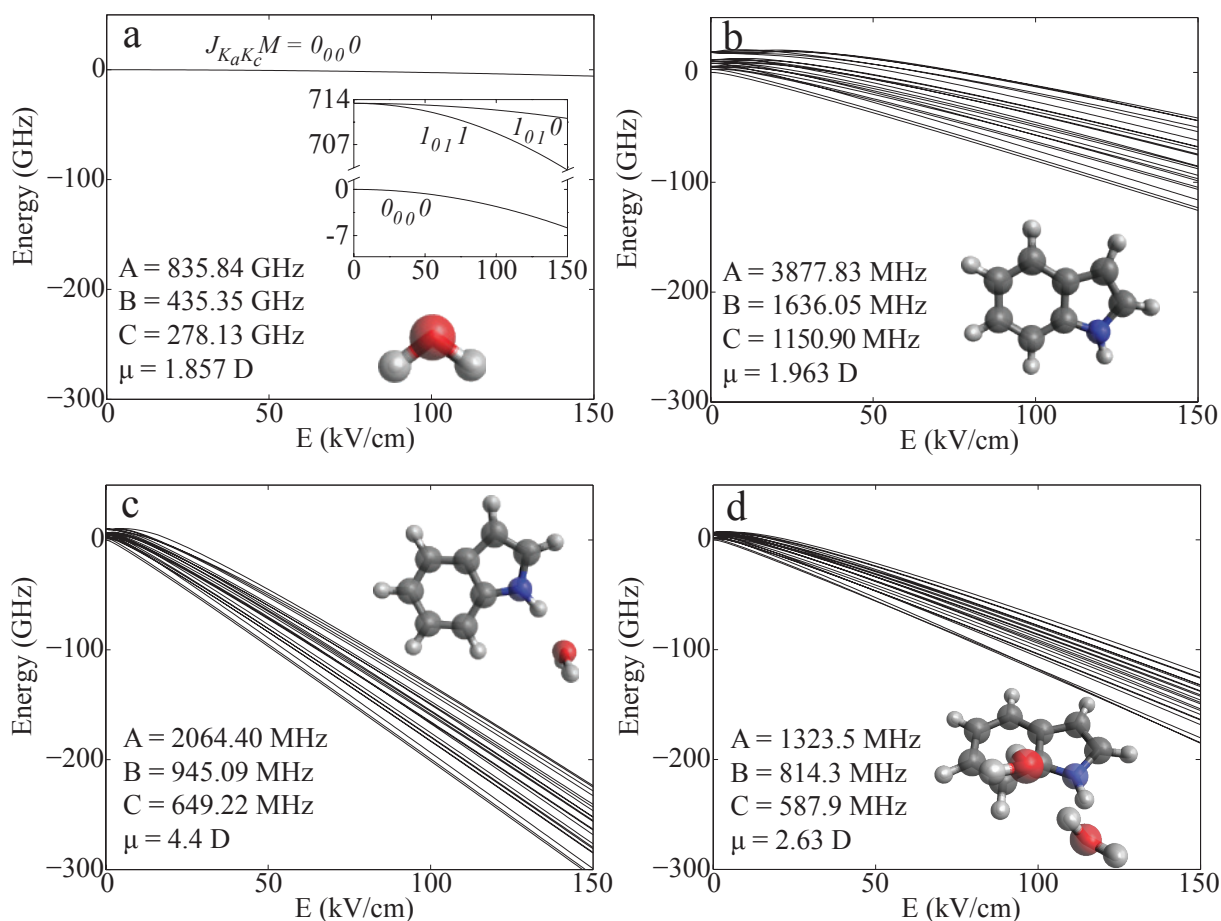 a
J_{K_aK_c}M = 0_{00}0
0
−100
−200
−300
Energy (GHz)
714
707
0
-7
1_{01}0
1_{01}1
0_{00}0
0 50 100 150
A = 835.84 GHz
B = 435.35 GHz
C = 278.13 GHz
μ = 1.857 D
0 50 100 150
E (kV/cm)
b
0
−100
−200
−300
Energy (GHz)
A = 3877.83 MHz
B = 1636.05 MHz
C = 1150.90 MHz
μ = 1.963 D
0 50 100 150
E (kV/cm)
c
0
−100
−200
−300
Energy (GHz)
A = 2064.40 MHz
B = 945.09 MHz
C = 649.22 MHz
μ = 4.4 D
0 50 100 150
E (kV/cm)
d
0
−100
−200
−300
Energy (GHz)
A = 1323.5 MHz
B = 814.3 MHz
C = 587.9 MHz
μ = 2.63 D
0 50 100 150
E (kV/cm)